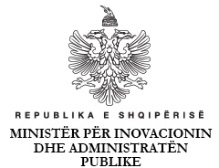 REPUBLIKA E SHQIPËRISË
MINISTËR PËR INOVACIONIN
DHE ADMINISTRATËN
PUBLIKE